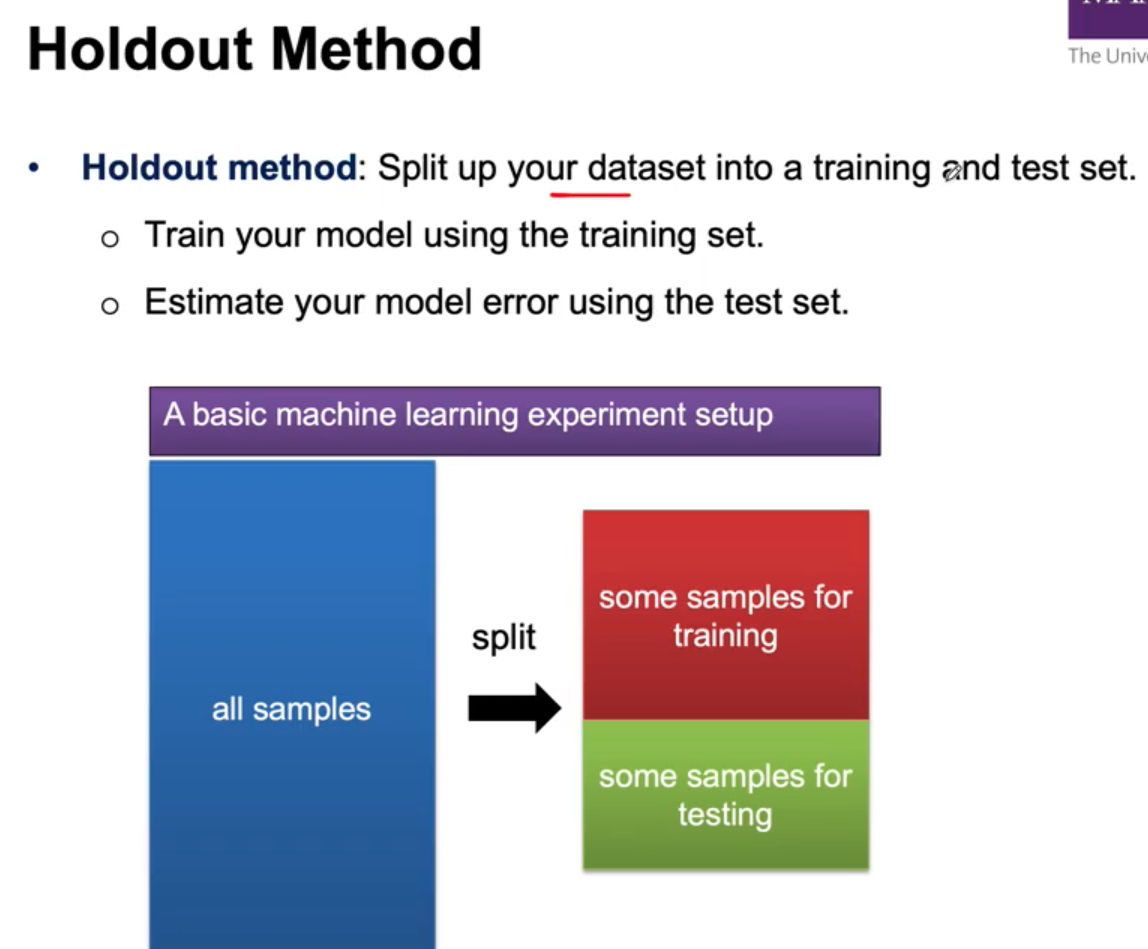 Holdout Method
The
• Holdout method: Split up your dataset into a training and test set.
o Train your model using the training set.
o Estimate your model error using the test set.
A basic machine learning experiment setup
all samples
split
some samples for
training
some samples for
testing